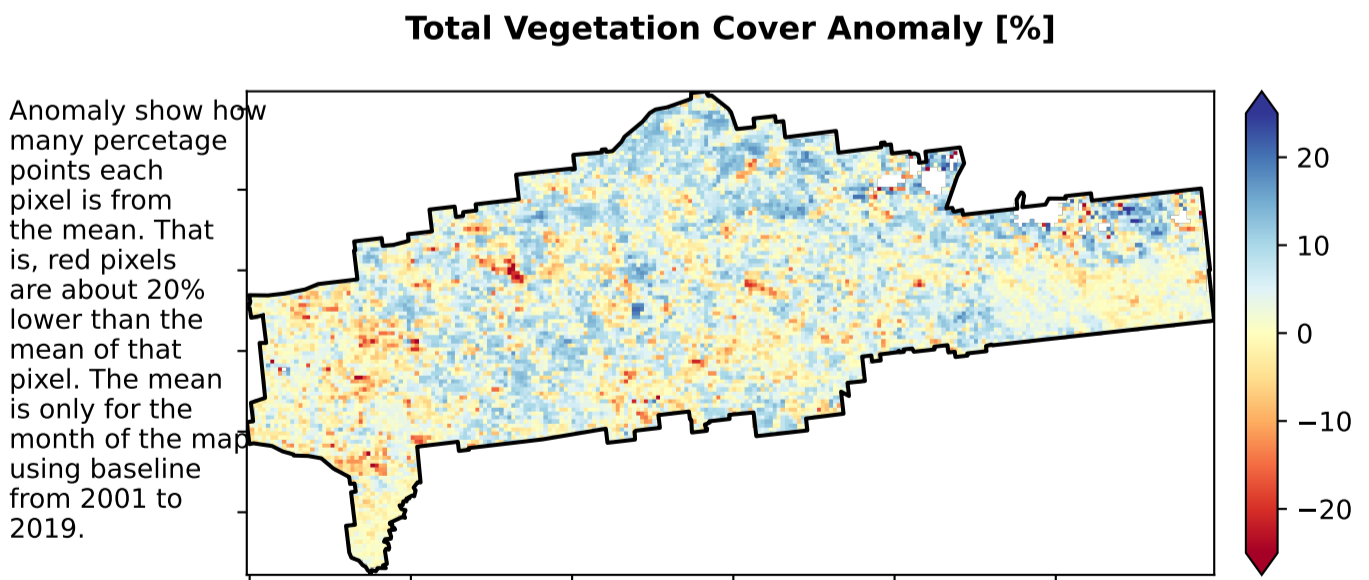 Total Vegetation Cover Anomaly [%]
Anomaly show how
many percetage
points each
pixel is from
the mean. That
is, red pixels
are about 20%
lower than the
mean of that
pixel. The mean
is only for the
month of the map
using baseline
from 2001 to
2019.
20
10
0
−10
−20